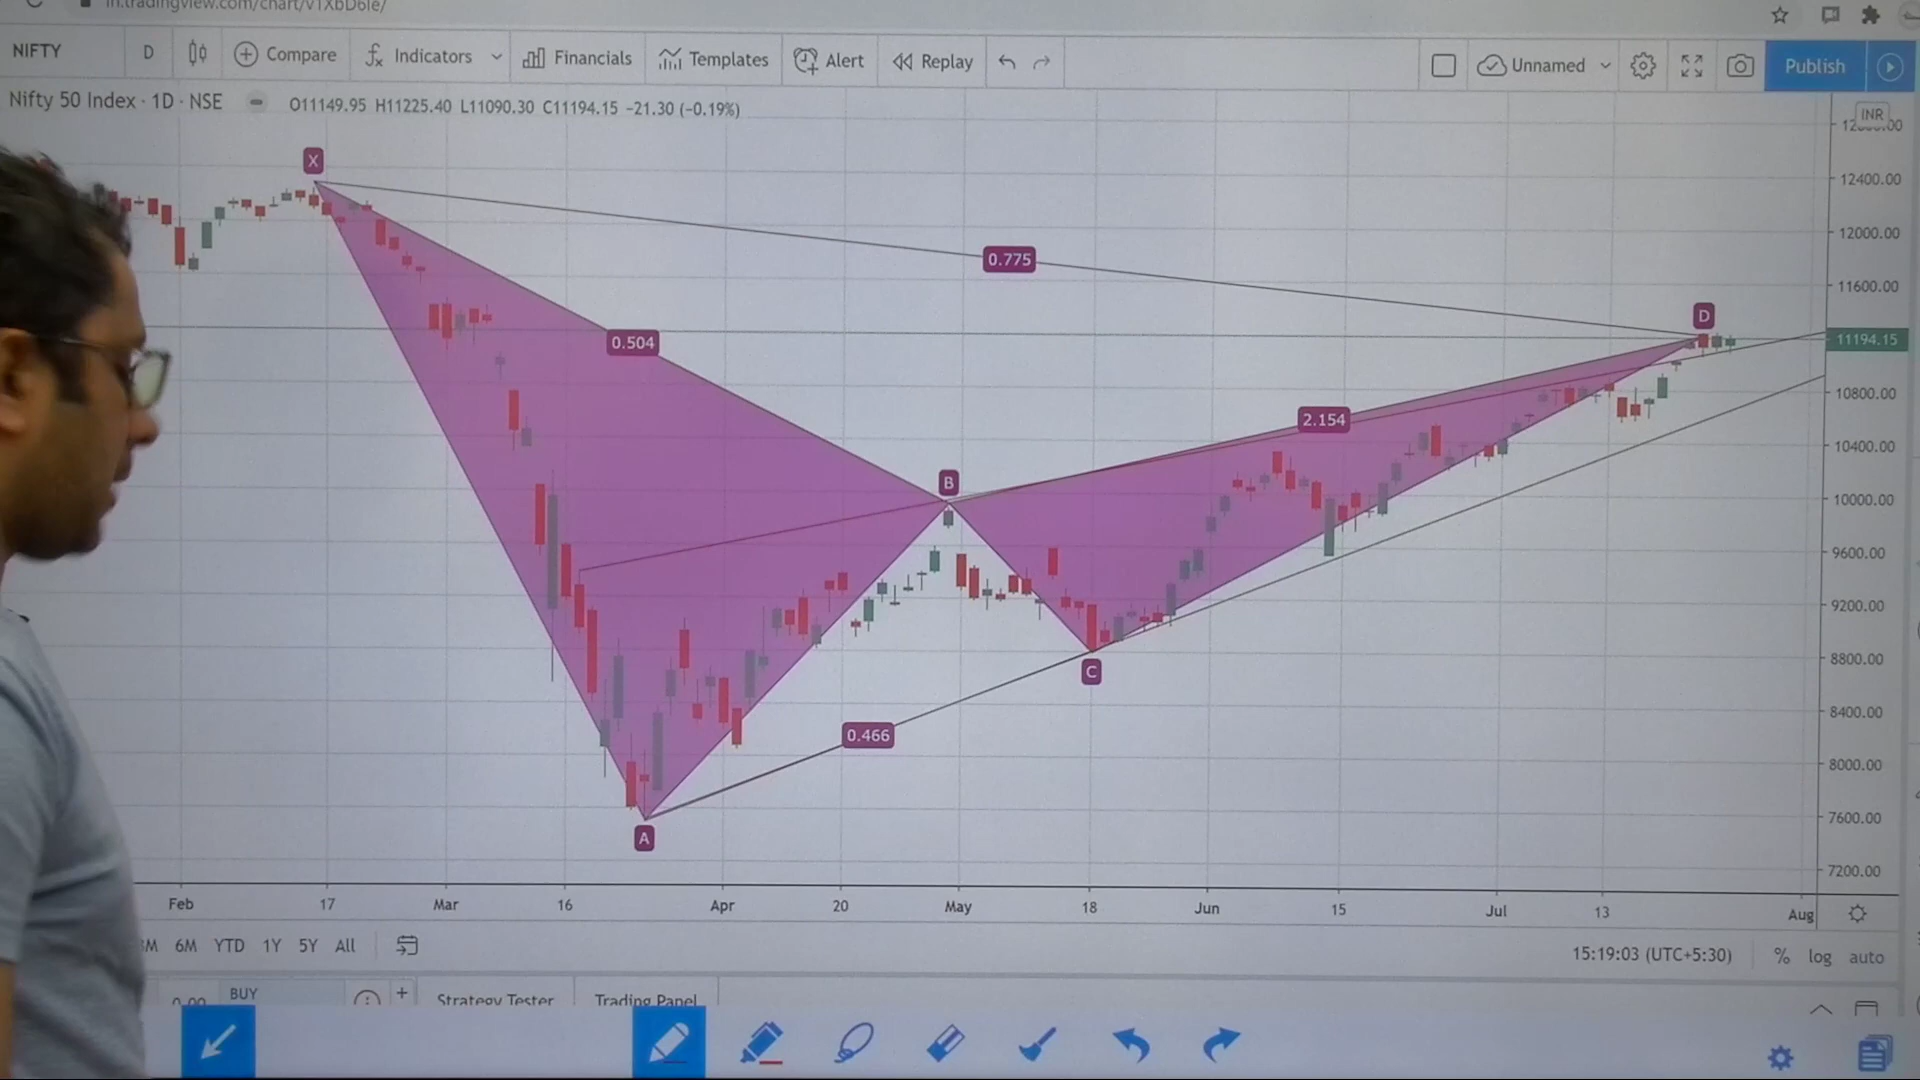 in.tradingview.com/chart/v1XbD6Ie/
NIFTY D Compare Indicators Financials Templates Alert Replay Unnamed Publish
Nifty 50 Index · 1D · NSE O11149.95 H11225.40 L11090.30 C11194.15 −21.30 (−0.19%)
INR
X
12400.00
12000.00
0.775
11600.00
D
0.504
11194.15
10800.00
2.154
10400.00
B
10000.00
9600.00
9200.00
C
8800.00
8400.00
0.466
8000.00
A
7600.00
7200.00
Feb 17 Mar 16 Apr 20 May 18 Jun 15 Jul 13 Aug
6M YTD 1Y 5Y All 15:19:03 (UTC+5:30) % log auto
0.00 BUY Strategy Tester Trading Panel